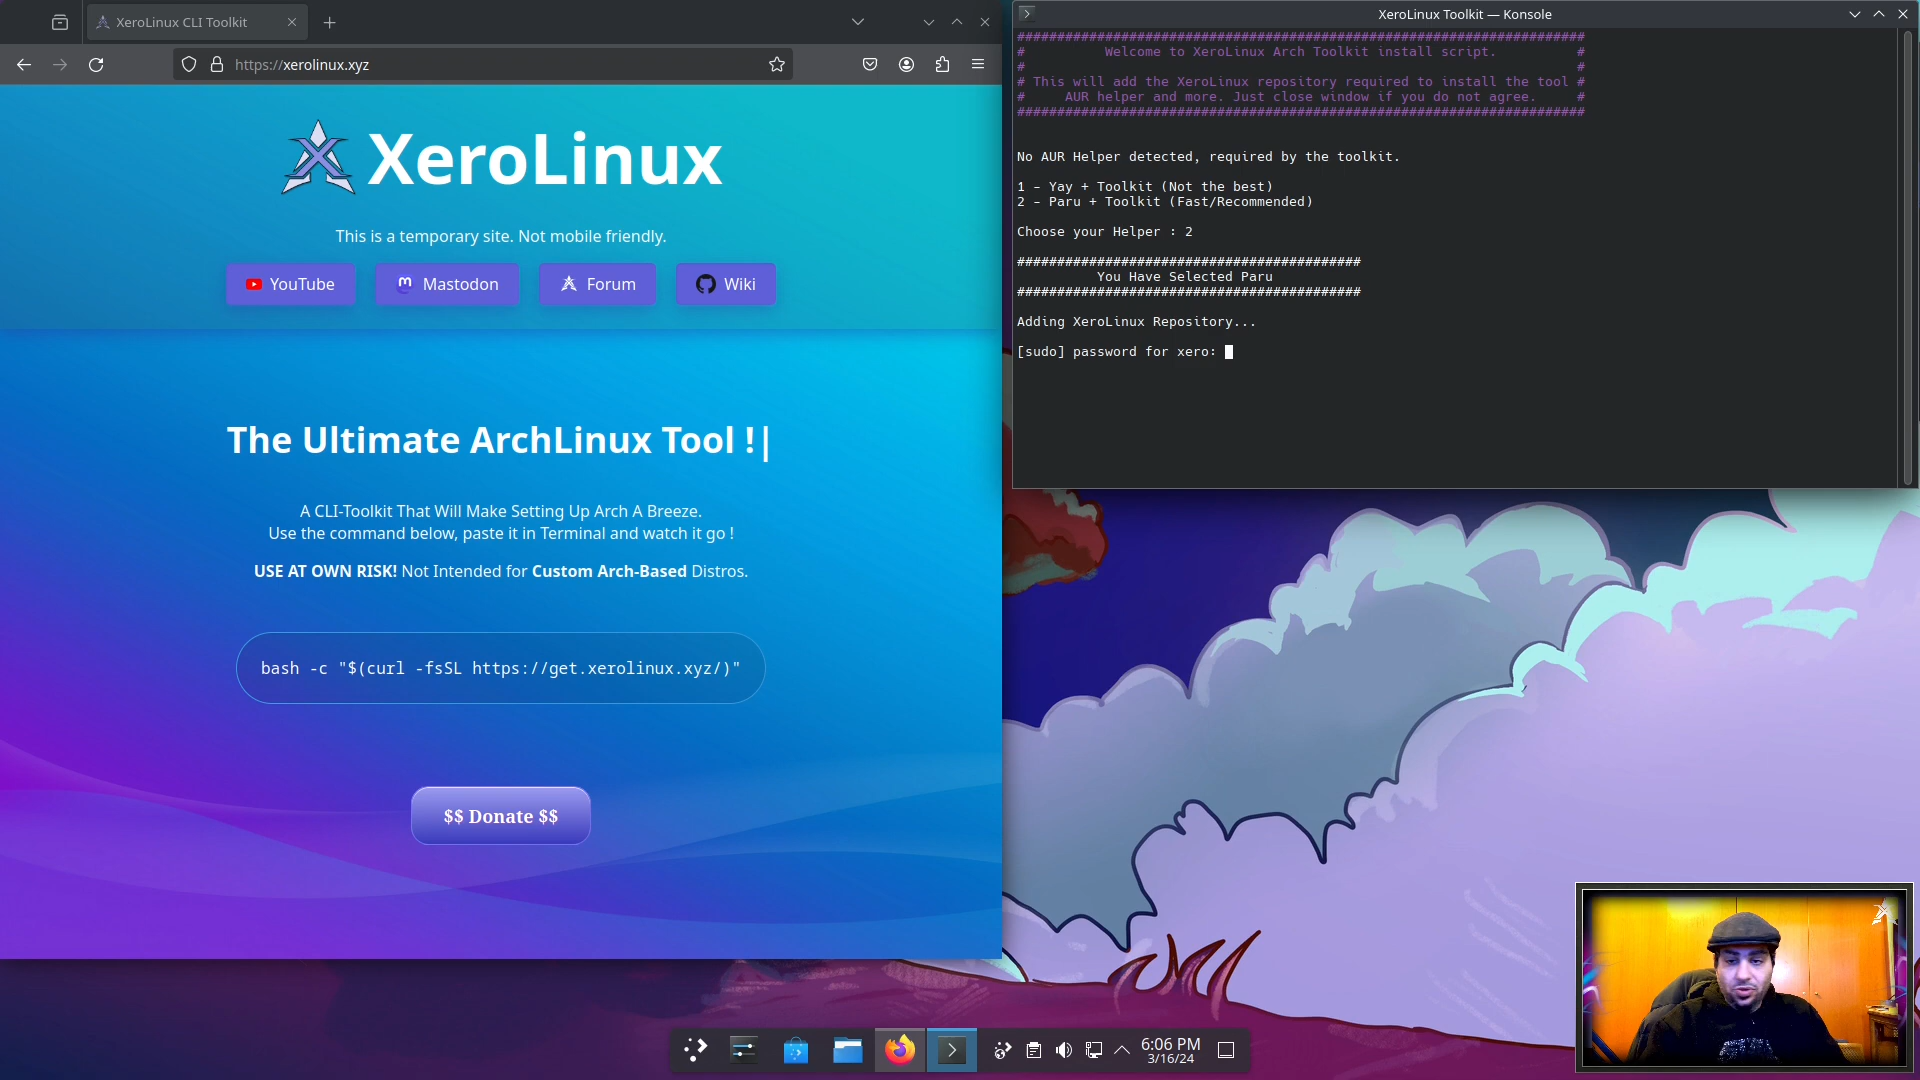 XeroLinux CLI Toolkit
https://xerolinux.xyz
XeroLinux
This is a temporary site. Not mobile friendly.
YouTube
Mastodon
Forum
Wiki
The Ultimate ArchLinux Tool !|
A CLI-Toolkit That Will Make Setting Up Arch A Breeze.
Use the command below, paste it in Terminal and watch it go !
USE AT OWN RISK! Not Intended for Custom Arch-Based Distros.
bash -c "$(curl -fsSL https://get.xerolinux.xyz/)"
$$ Donate $$
XeroLinux Toolkit — Konsole
#######################################################################
# Welcome to XeroLinux Arch Toolkit install script. #
# #
# This will add the XeroLinux repository required to install the tool #
# AUR helper and more. Just close window if you do not agree. #
#######################################################################
No AUR Helper detected, required by the toolkit.
1 - Yay + Toolkit (Not the best)
2 - Paru + Toolkit (Fast/Recommended)
Choose your Helper : 2
###########################################
You Have Selected Paru
###########################################
Adding XeroLinux Repository...
[sudo] password for xero:
6:06 PM
3/16/24